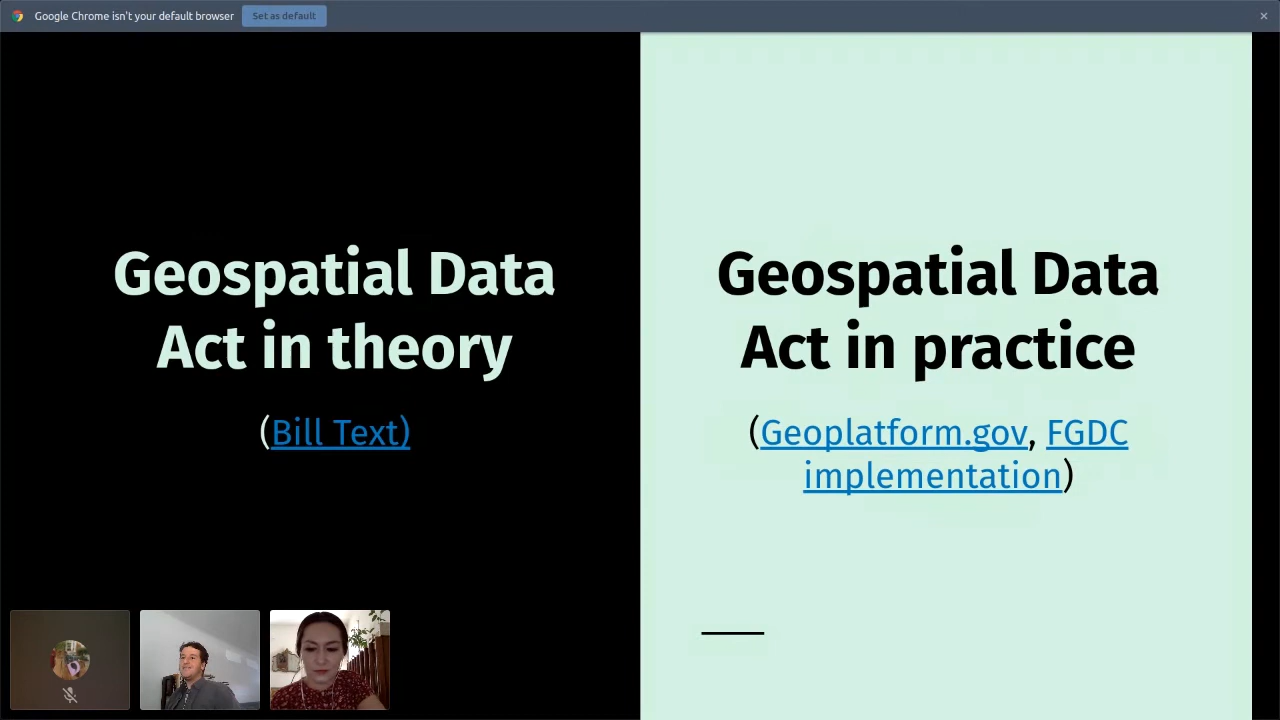 Google Chrome isn't your default browser
Set as default
Geospatial Data
Act in theory
(Bill Text)
Geospatial Data
Act in practice
(Geoplatform.gov, FGDC
implementation)